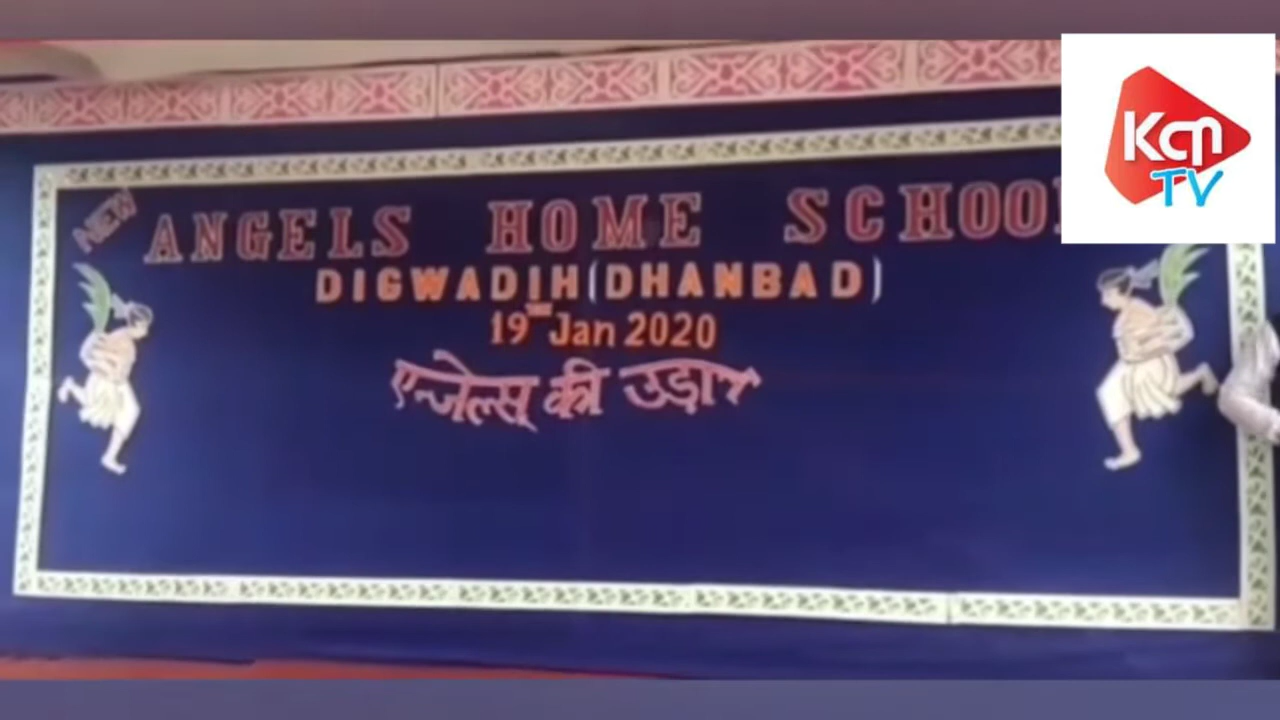 NEW
ANGELS HOME SCHOO
DIGWADIH (DHANBAD)
19TH Jan 2020
एन्जेल्स की उड़ान
Kcn
TV